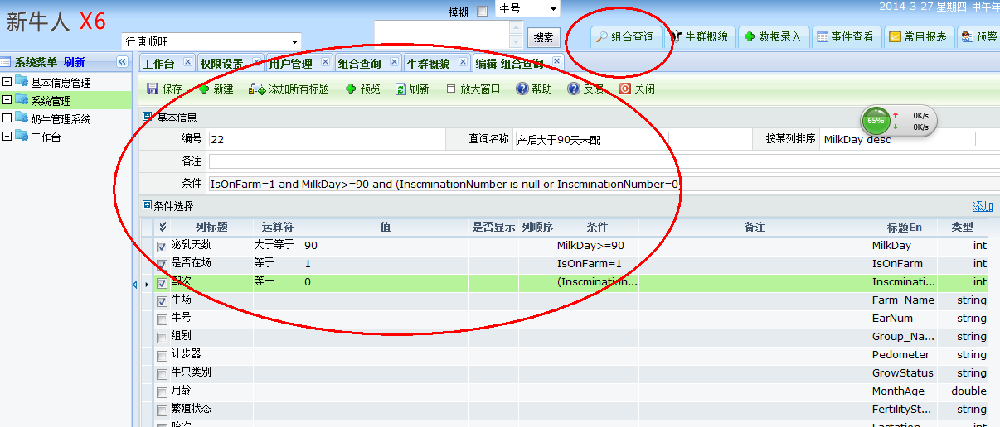 新牛人 X6
模糊 牛号
2014-3-27 星期四 甲午年
行唐顺旺
搜索
组合查询 牛群概貌 数据录入 事件查看 常用报表 预警
系统菜单 刷新
基本信息管理
系统管理
奶牛管理系统
工作台
工作台 权限设置 用户管理 组合查询 牛群概貌 编辑-组合查询
保存 新建 添加所有标题 预览 刷新 放大窗口 帮助 反馈 关闭
基本信息
65% 0K/s
0K/s
编号 22 查询名称 产后大于90天未配 按某列排序 MilkDay desc
备注
条件 IsOnFarm=1 and MilkDay>=90 and (InscminationNumber is null or InscminationNumber=0
条件选择 添加
列标题 运算符 值 是否显示 列顺序 条件 备注 标题En 类型
泌乳天数 大于等于 90 MilkDay>=90 MilkDay int
是否在场 等于 1 IsOnFarm=1 IsOnFarm int
配次 等于 0 (Inscmination... Inscminati... int
牛场 Farm_Name string
牛号 EarNum string
组别 Group_Na... string
计步器 Pedometer string
牛只类别 GrowStatus string
月龄 MonthAge double
繁殖状态 FertilitySt... string
胎次 Lactation int